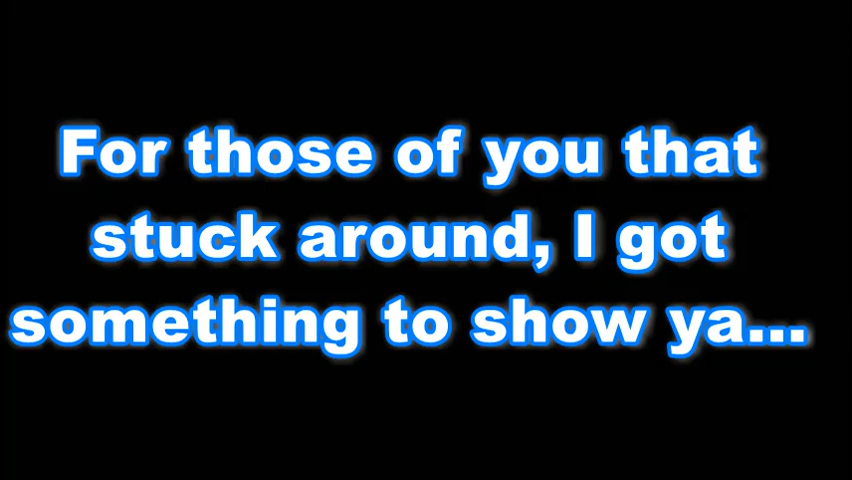 For those of you that
stuck around, I got
something to show ya...